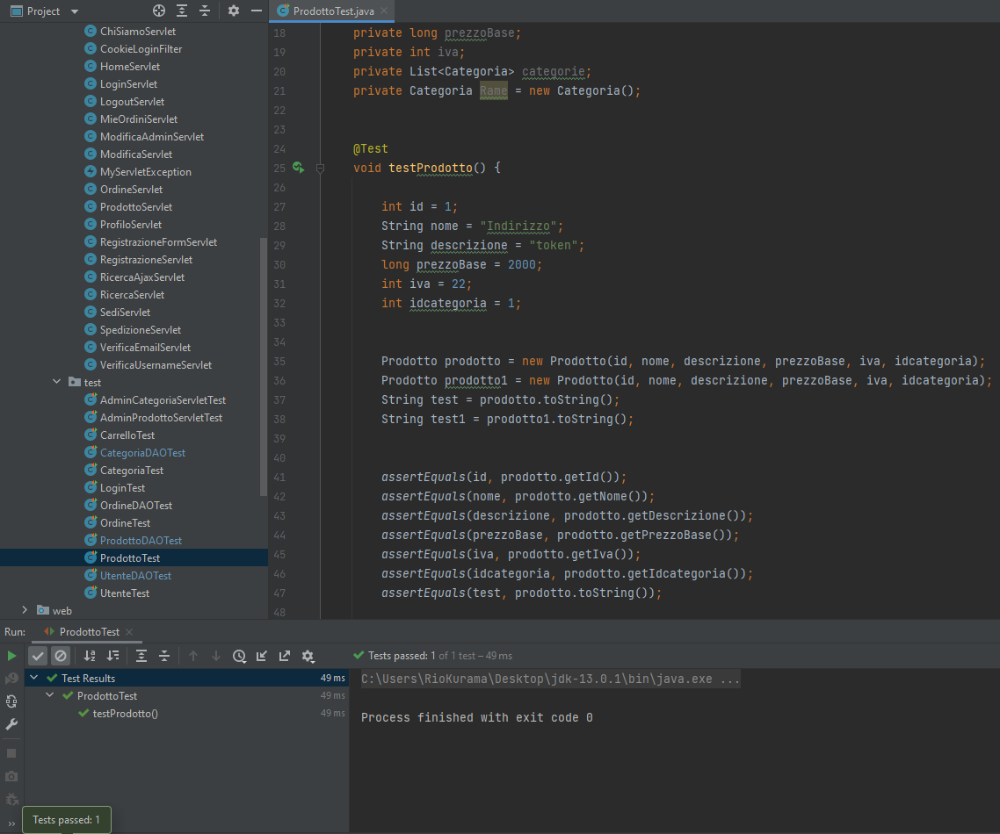 Project
ProdottoTest.java
ChiSiamoServlet
CookieLoginFilter
HomeServlet
LoginServlet
LogoutServlet
MieOrdiniServlet
ModificaAdminServlet
ModificaServlet
MyServletException
OrdineServlet
ProdottoServlet
ProfiloServlet
RegistrazioneFormServlet
RegistrazioneServlet
RicercaAjaxServlet
RicercaServlet
SediServlet
SpedizioneServlet
VerificaEmailServlet
VerificaUsernameServlet
test
AdminCategoriaServletTest
AdminProdottoServletTest
CarrelloTest
CategoriaDAOTest
CategoriaTest
LoginTest
OrdineDAOTest
OrdineTest
ProdottoDAOTest
ProdottoTest
UtenteDAOTest
UtenteTest
web
18 private long prezzoBase;
19 private int iva;
20 private List<Categoria> categorie;
21 private Categoria Rame = new Categoria();
22
23
24 @Test
25 void testProdotto() {
26
27 int id = 1;
28 String nome = "Indirizzo";
29 String descrizione = "token";
30 long prezzoBase = 2000;
31 int iva = 22;
32 int idcategoria = 1;
33
34
35 Prodotto prodotto = new Prodotto(id, nome, descrizione, prezzoBase, iva, idcategoria);
36 Prodotto prodotto1 = new Prodotto(id, nome, descrizione, prezzoBase, iva, idcategoria);
37 String test = prodotto.toString();
38 String test1 = prodotto1.toString();
39
40
41 assertEquals(id, prodotto.getId());
42 assertEquals(nome, prodotto.getNome());
43 assertEquals(descrizione, prodotto.getDescrizione());
44 assertEquals(prezzoBase, prodotto.getPrezzoBase());
45 assertEquals(iva, prodotto.getIva());
46 assertEquals(idcategoria, prodotto.getIdcategoria());
47 assertEquals(test, prodotto.toString());
48
Run: ProdottoTest
Tests passed: 1 of 1 test – 49 ms
Test Results 49 ms
ProdottoTest 49 ms
testProdotto() 49 ms
C:\Users\RioKurama\Desktop\jdk-13.0.1\bin\java.exe ...
Process finished with exit code 0
Tests passed: 1